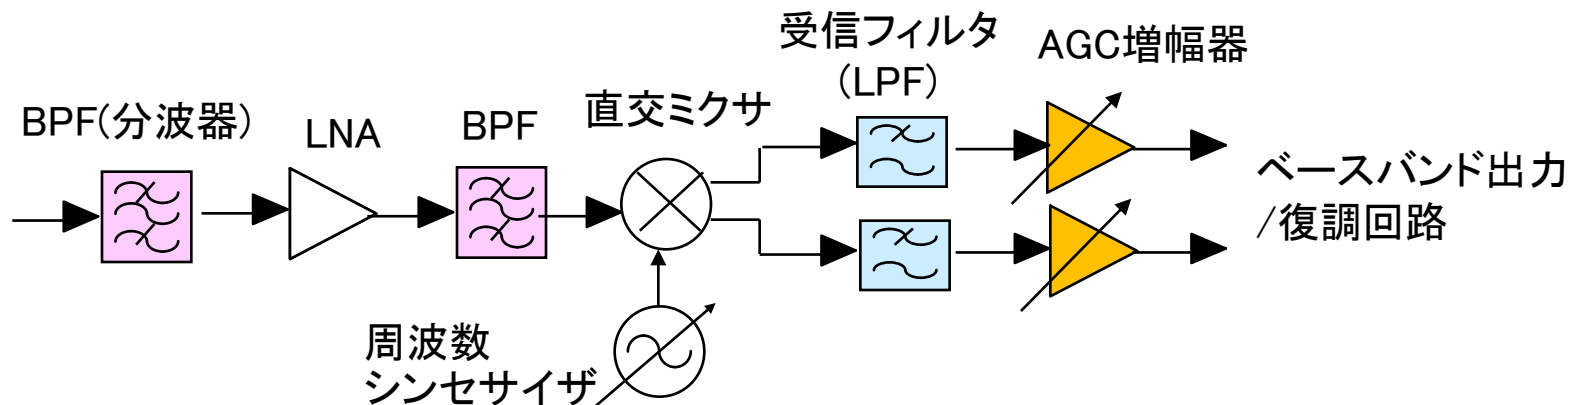 受信フィルタ
(LPF)
AGC増幅器
BPF(分波器)
LNA
BPF
直交ミクサ
ベースバンド出力
/復調回路
周波数
シンセサイザ